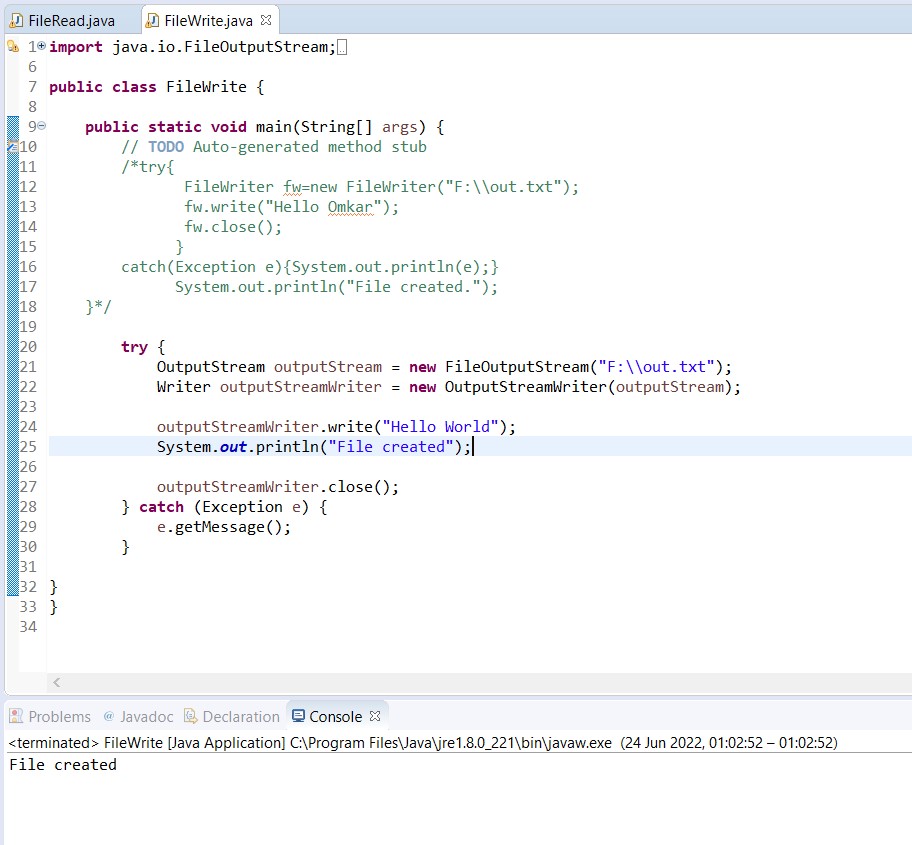 FileRead.java FileWrite.java
1 import java.io.FileOutputStream;
6
7 public class FileWrite {
8
9 public static void main(String[] args) {
10 // TODO Auto-generated method stub
11 /*try{
12 FileWriter fw=new FileWriter("F:\\out.txt");
13 fw.write("Hello Omkar");
14 fw.close();
15 }
16 catch(Exception e){System.out.println(e);}
17 System.out.println("File created.");
18 }*/
19
20 try {
21 OutputStream outputStream = new FileOutputStream("F:\\out.txt");
22 Writer outputStreamWriter = new OutputStreamWriter(outputStream);
23
24 outputStreamWriter.write("Hello World");
25 System.out.println("File created");
26
27 outputStreamWriter.close();
28 } catch (Exception e) {
29 e.getMessage();
30 }
31
32 }
33 }
34
Problems @ Javadoc Declaration Console
<terminated> FileWrite [Java Application] C:\Program Files\Java\jre1.8.0_221\bin\javaw.exe (24 Jun 2022, 01:02:52 – 01:02:52)
File created